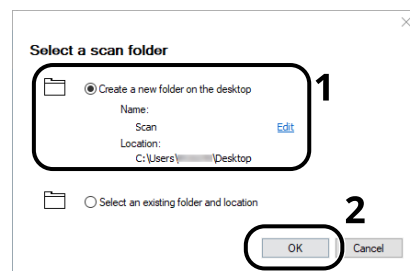 Select a scan folder
Create a new folder on the desktop
1
Name:
Scan
Edit
Location:
C:\Users\ \Desktop
Select an existing folder and location
2
OK
Cancel